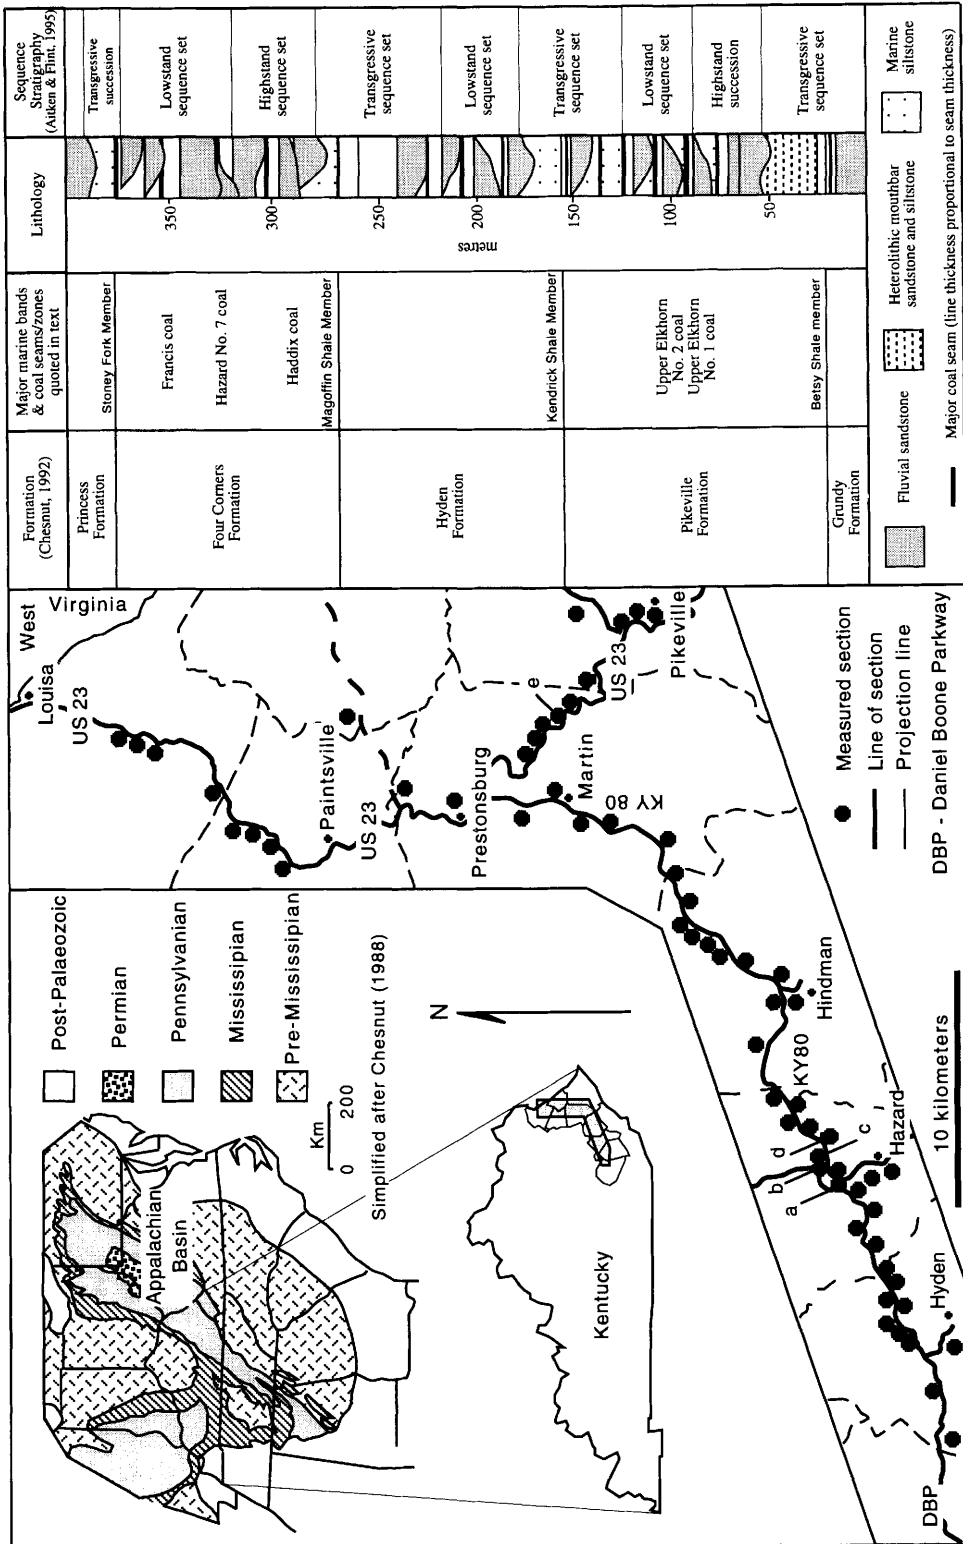 Post-Palaeozoic
Permian
Pennsylvanian
Mississipian
Pre-Mississipian
Km
0 200
Simplified after Chesnut (1988)
Appalachian
Basin
Kentucky
N
West
Virginia
Louisa
US 23
Paintsville
US 23
Prestonsburg
e
US 23
Pikeville
Martin
KY 80
Hindman
KY80
a
b
d
c
Hazard
Hyden
DBP
10 kilometers
Measured section
Line of section
Projection line
DBP - Daniel Boone Parkway
Formation
(Chesnut, 1992)
Princess
Formation
Four Corners
Formation
Hyden
Formation
Pikeville
Formation
Grundy
Formation
Major marine bands
& coal seams/zones
quoted in text
Stoney Fork Member
Francis coal
Hazard No. 7 coal
Haddix coal
Magoffin Shale Member
Kendrick Shale Member
Upper Elkhorn
No. 2 coal
Upper Elkhorn
No. 1 coal
Betsy Shale member
Lithology
350
300
250
200
150
100
50
metres
Sequence
Stratigraphy
(Aitken & Flint, 1995)
Transgressive
succession
Lowstand
sequence set
Highstand
sequence set
Transgressive
sequence set
Lowstand
sequence set
Transgressive
sequence set
Lowstand
sequence set
Highstand
succession
Transgressive
sequence set
Fluvial sandstone
Heterolithic mouthbar
sandstone and siltstone
Marine
siltstone
Major coal seam (line thickness proportional to seam thickness)